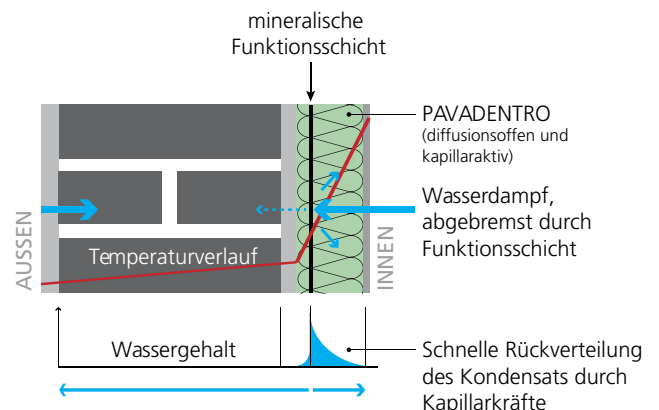 mineralische
Funktionsschicht
PAVADENTRO
(diffusionsoffen und
kapillaraktiv)
Wasserdampf,
abgebremst durch
Funktionsschicht
AUSSEN
Temperaturverlauf
INNEN
Wassergehalt
Schnelle Rückverteilung
des Kondensats durch
Kapillarkräfte